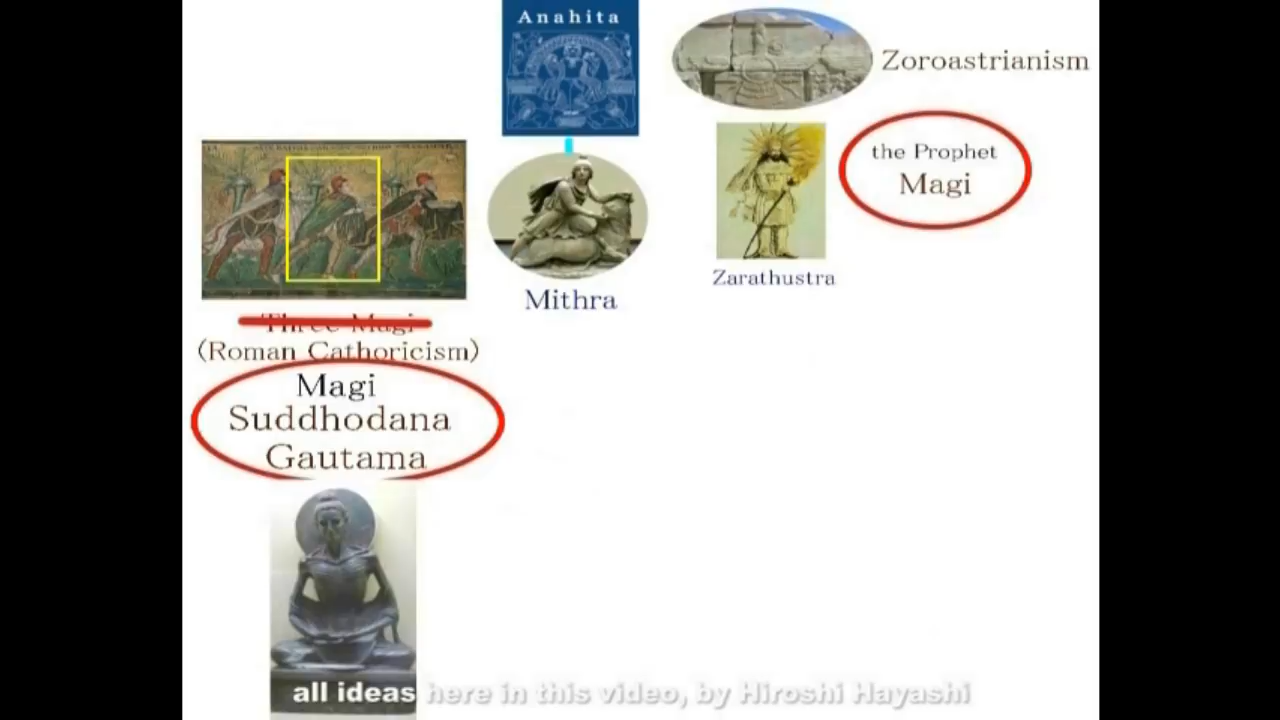 Anahita
Zoroastrianism
the Prophet
Magi
Mithra
Zarathustra
Three Magi
(Roman Cathoricism)
Magi
Suddhodana
Gautama
all ideas here in this video, by Hiroshi Hayashi